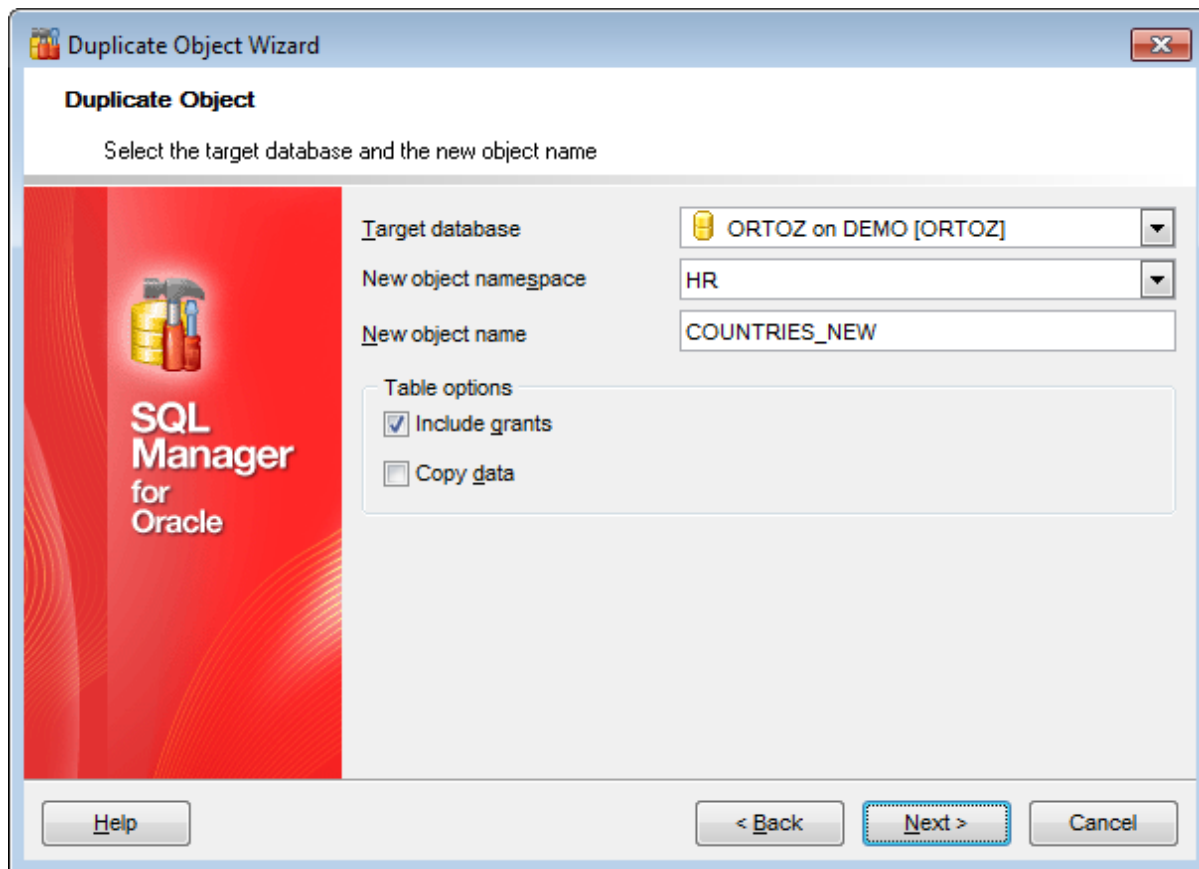 Duplicate Object Wizard
Duplicate Object
Select the target database and the new object name
Target database
ORTOZ on DEMO [ORTOZ]
New object namespace
HR
New object name
COUNTRIES_NEW
Table options
Include grants
Copy data
SQL
Manager
for
Oracle
Help
< Back
Next >
Cancel